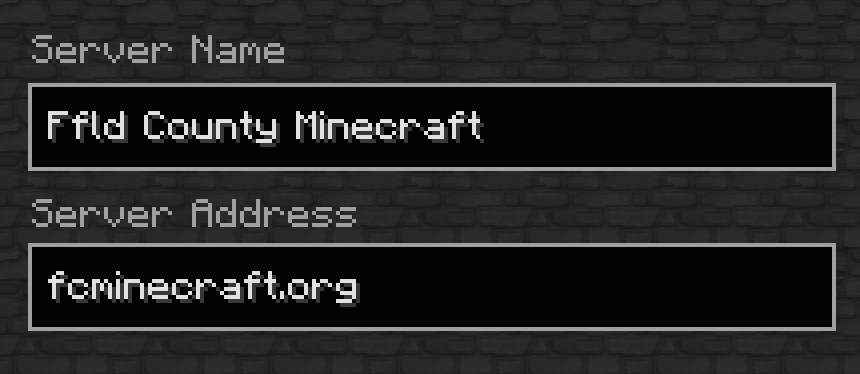 Server Name
Ffld County Minecraft
Server Address
fcminecraft.org